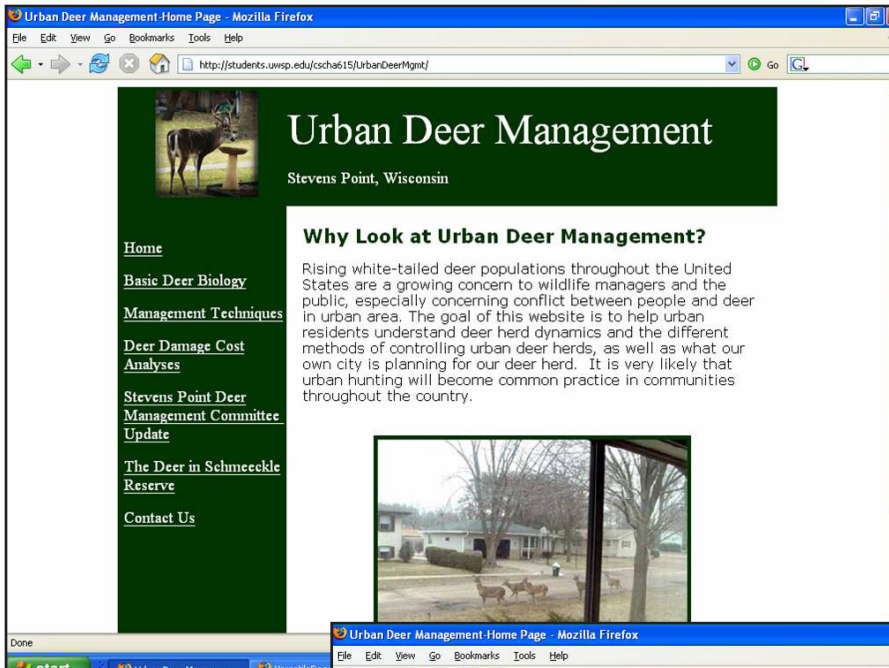 Urban Deer Management-Home Page - Mozilla Firefox
File Edit View Go Bookmarks Tools Help
http://students.uwsp.edu/cscha615/UrbanDeerMgmt/ Go G
Urban Deer Management
Stevens Point, Wisconsin
Home
Basic Deer Biology
Management Techniques
Deer Damage Cost
Analyses
Stevens Point Deer
Management Committee
Update
The Deer in Schmeeckle
Reserve
Contact Us
Why Look at Urban Deer Management?
Rising white-tailed deer populations throughout the United
States are a growing concern to wildlife managers and the
public, especially concerning conflict between people and deer
in urban area. The goal of this website is to help urban
residents understand deer herd dynamics and the different
methods of controlling urban deer herds, as well as what our
own city is planning for our deer herd. It is very likely that
urban hunting will become common practice in communities
throughout the country.
Done
start
Urban Deer Management-Home Page - Mozilla Firefox
File Edit View Go Bookmarks Tools Help